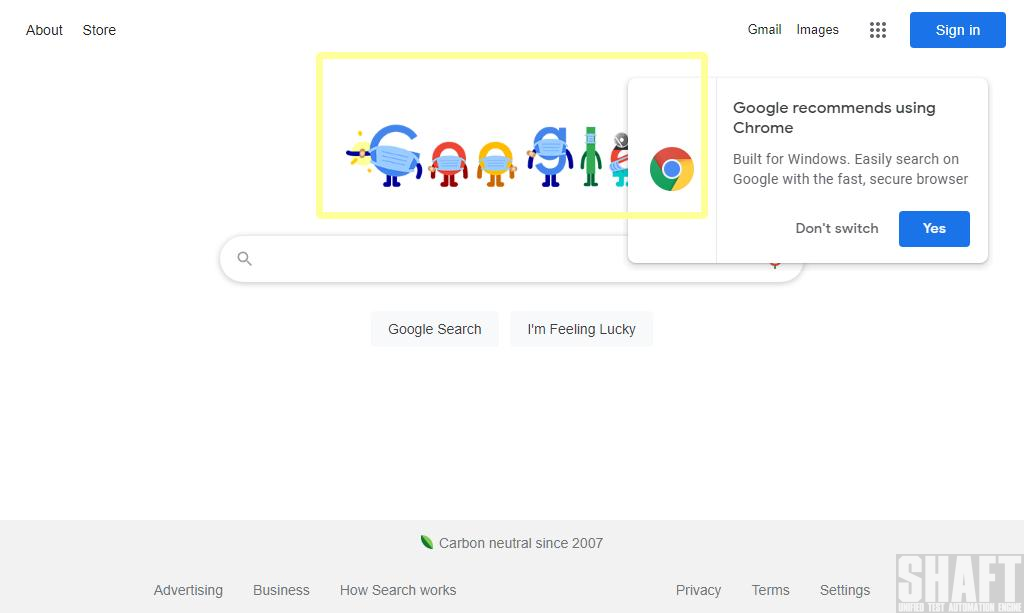 About Store
Gmail Images
Sign in
Google
Google recommends using
Chrome
Built for Windows. Easily search on
Google with the fast, secure browser
Don't switch
Yes
Google Search
I'm Feeling Lucky
Carbon neutral since 2007
Advertising Business How Search works
Privacy Terms Settings
SHAFT
UNIFIED TEST AUTOMATION ENGINE